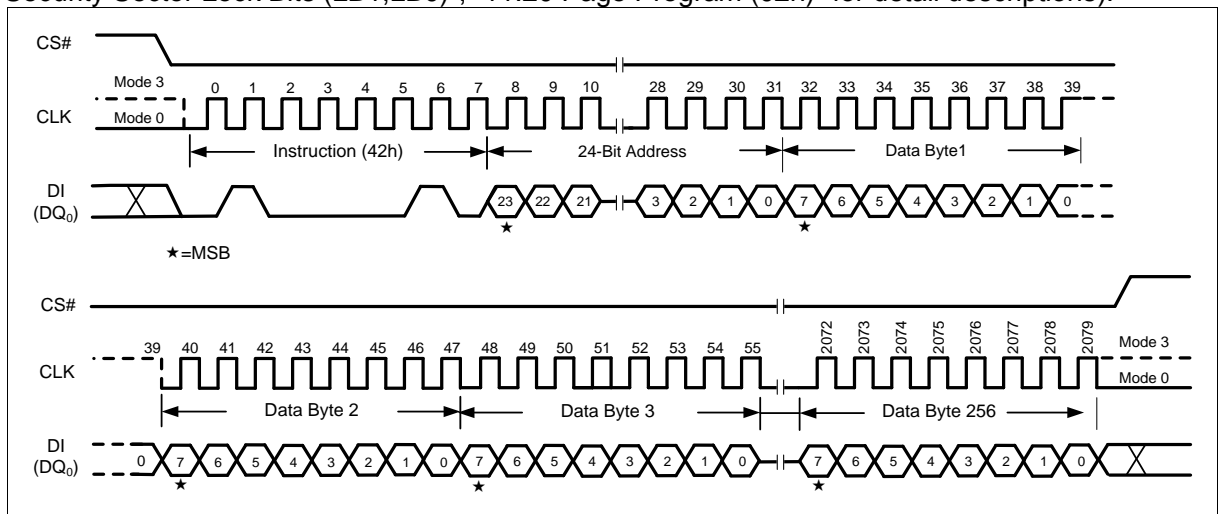 Security Sector Lock Bits Page Program for detail descriptions).
CS#
Mode 3
0 1 2 3 4 5 6 7 8 9 10 28 29 30 31 32 33 34 35 36 37 38 39
CLK
Mode 0
Instruction (42h) 24-Bit Address Data Byte1
DI
(DQ0)
23 22 21 3 2 1 0 7 6 5 4 3 2 1 0
★ ★
★=MSB
CS#
39 40 41 42 43 44 45 46 47 48 49 50 51 52 53 54 55 2072 2073 2074 2075 2076 2077 2078 2079
Mode 3
CLK
Mode 0
Data Byte 2 Data Byte 3 Data Byte 256
DI
(DQ0)
0 7 6 5 4 3 2 1 0 7 6 5 4 3 2 1 0 7 6 5 4 3 2 1 0
★ ★ ★